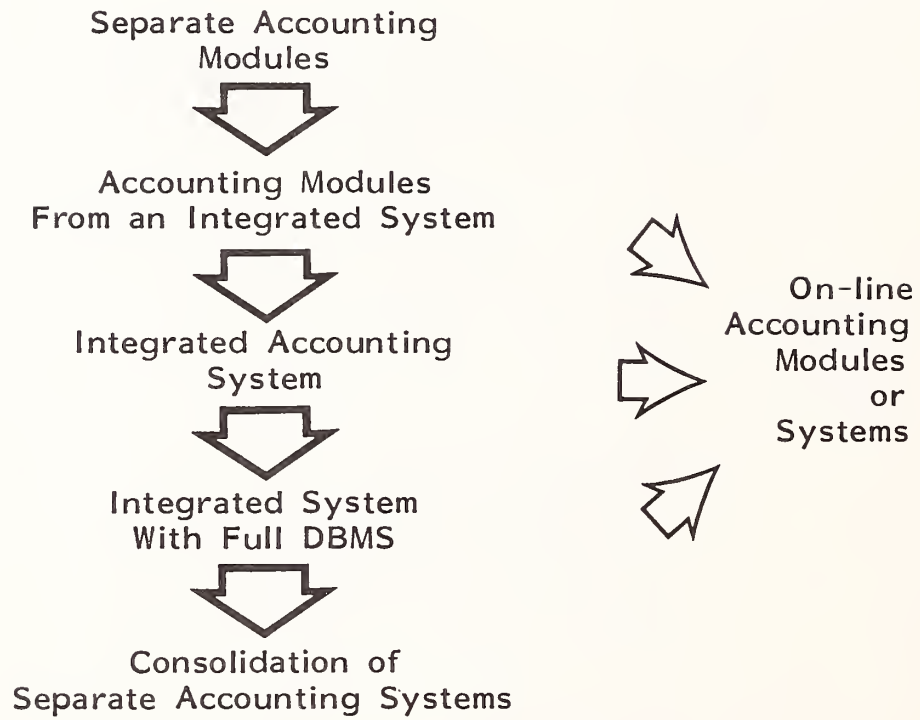 Separate Accounting
Modules
Accounting Modules
From an Integrated System
Integrated Accounting
System
Integrated System
With Full DBMS
Consolidation of
Separate Accounting Systems
On-line
Accounting
Modules
or
Systems